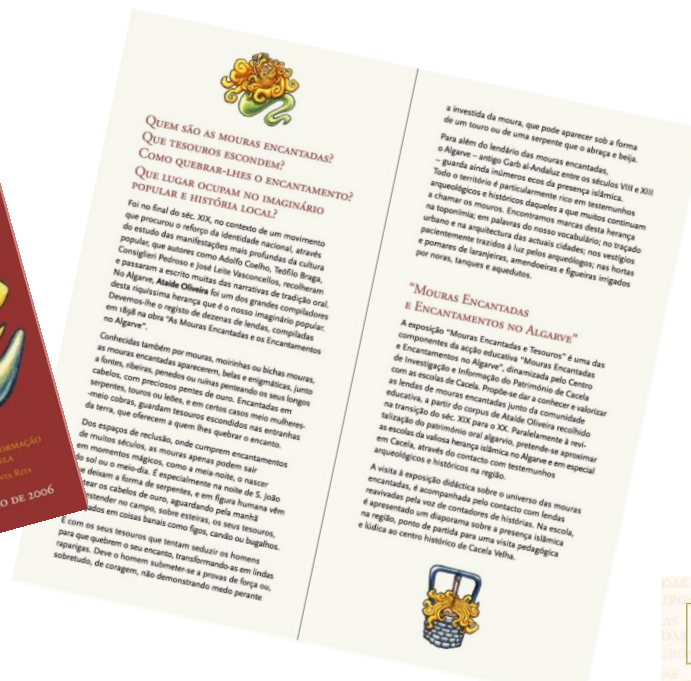 QUEM SÃO AS MOURAS ENCANTADAS?
QUE TESOUROS ESCONDEM?
COMO QUEBRAR-LHES O ENCANTAMENTO?
QUE LUGAR OCUPAM NO IMAGINÁRIO
POPULAR E HISTÓRIA LOCAL?
Foi no final do séc. XIX, no contexto de um movimento
que procurou o reforço da identidade nacional, através
do estudo das manifestações mais profundas da cultura
popular, que autores como Adolfo Coelho, Teófilo Braga,
Consiglieri Pedroso e José Leite Vasconcellos, recolheram
e passaram a escrito muitas das narrativas de tradição oral.
No Algarve, Ataíde Oliveira foi um dos grandes compiladores
desta riquíssima herança que é o nosso imaginário popular.
Devemos-lhe o registo de dezenas de lendas, compiladas
em 1898 na obra "As Mouras Encantadas e os Encantamentos
no Algarve".
Conhecidas também por mouras, moirinhas ou bichas mouras,
as mouras encantadas aparecerem, belas e enigmáticas, junto
a fontes, ribeiras, penedos ou ruínas penteando os seus longos
cabelos, com preciosos pentes de ouro. Encantadas em
serpentes, touros ou leões, e em certos casos meio mulheres-
-meio cobras, guardam tesouros escondidos nas entranhas
da terra, que oferecem a quem lhes quebrar o encanto.
Dos espaços de reclusão, onde cumprem encantamentos
de muitos séculos, as mouras apenas podem sair
em momentos mágicos, como a meia-noite, o nascer
do sol ou o meio-dia. É especialmente na noite de S. João
que deixam a forma de serpentes, e em figura humana vêm
tear os cabelos de ouro, aguardando pela manhã
estender no campo, sobre esteiras, os seus tesouros,
ados em coisas banais como figos, carvão ou bugalhos.
É com os seus tesouros que tentam seduzir os homens
para que quebrem o seu encanto, transformando-as em lindas
raparigas. Deve o homem submeter-se a provas de força ou,
sobretudo, de coragem, não demonstrando medo perante
a investida da moura, que pode aparecer sob a forma
de um touro ou de uma serpente que o abraça e beija.
Para além do lendário das mouras encantadas,
o Algarve – antigo Garb al-Andaluz entre os séculos VIII e XIII
– guarda ainda inúmeros ecos da presença islâmica.
Todo o território é particularmente rico em testemunhos
arqueológicos e históricos daqueles a que muitos continuam
a chamar os mouros. Encontramos marcas desta herança
na toponímia; em palavras do nosso vocabulário; no traçado
urbano e na arquitectura das actuais cidades; nos vestígios
pacientemente trazidos à luz pelos arqueólogos; nas hortas
e pomares de laranjeiras, amendoeiras e figueiras irrigados
por noras, tanques e aquedutos.
"MOURAS ENCANTADAS
E ENCANTAMENTOS NO ALGARVE"
A exposição "Mouras Encantadas e Tesouros" é uma das
componentes da acção educativa "Mouras Encantadas
e Encantamentos no Algarve", dinamizada pelo Centro
de Investigação e Informação do Património de Cacela
com as escolas de Cacela. Propõe-se dar a conhecer e valorizar
as lendas de mouras encantadas junto da comunidade
educativa, a partir do corpus de Ataíde Oliveira recolhido
na transição do séc. XIX para o XX. Paralelamente à revi-
talização do património oral algarvio, pretende-se aproximar
as escolas da valiosa herança islâmica no Algarve e em especial
em Cacela, através do contacto com testemunhos
arqueológicos e históricos na região.
A visita à exposição didáctica sobre o universo das mouras
encantadas, é acompanhada pelo contacto com lendas
reavivadas pela voz de contadores de histórias. Na escola,
é apresentado um diaporama sobre a presença islâmica
na região, ponto de partida para uma visita pedagógica
e lúdica ao centro histórico de Cacela Velha.
FORMAÇÃO
ELA
RITA
O DE 2006